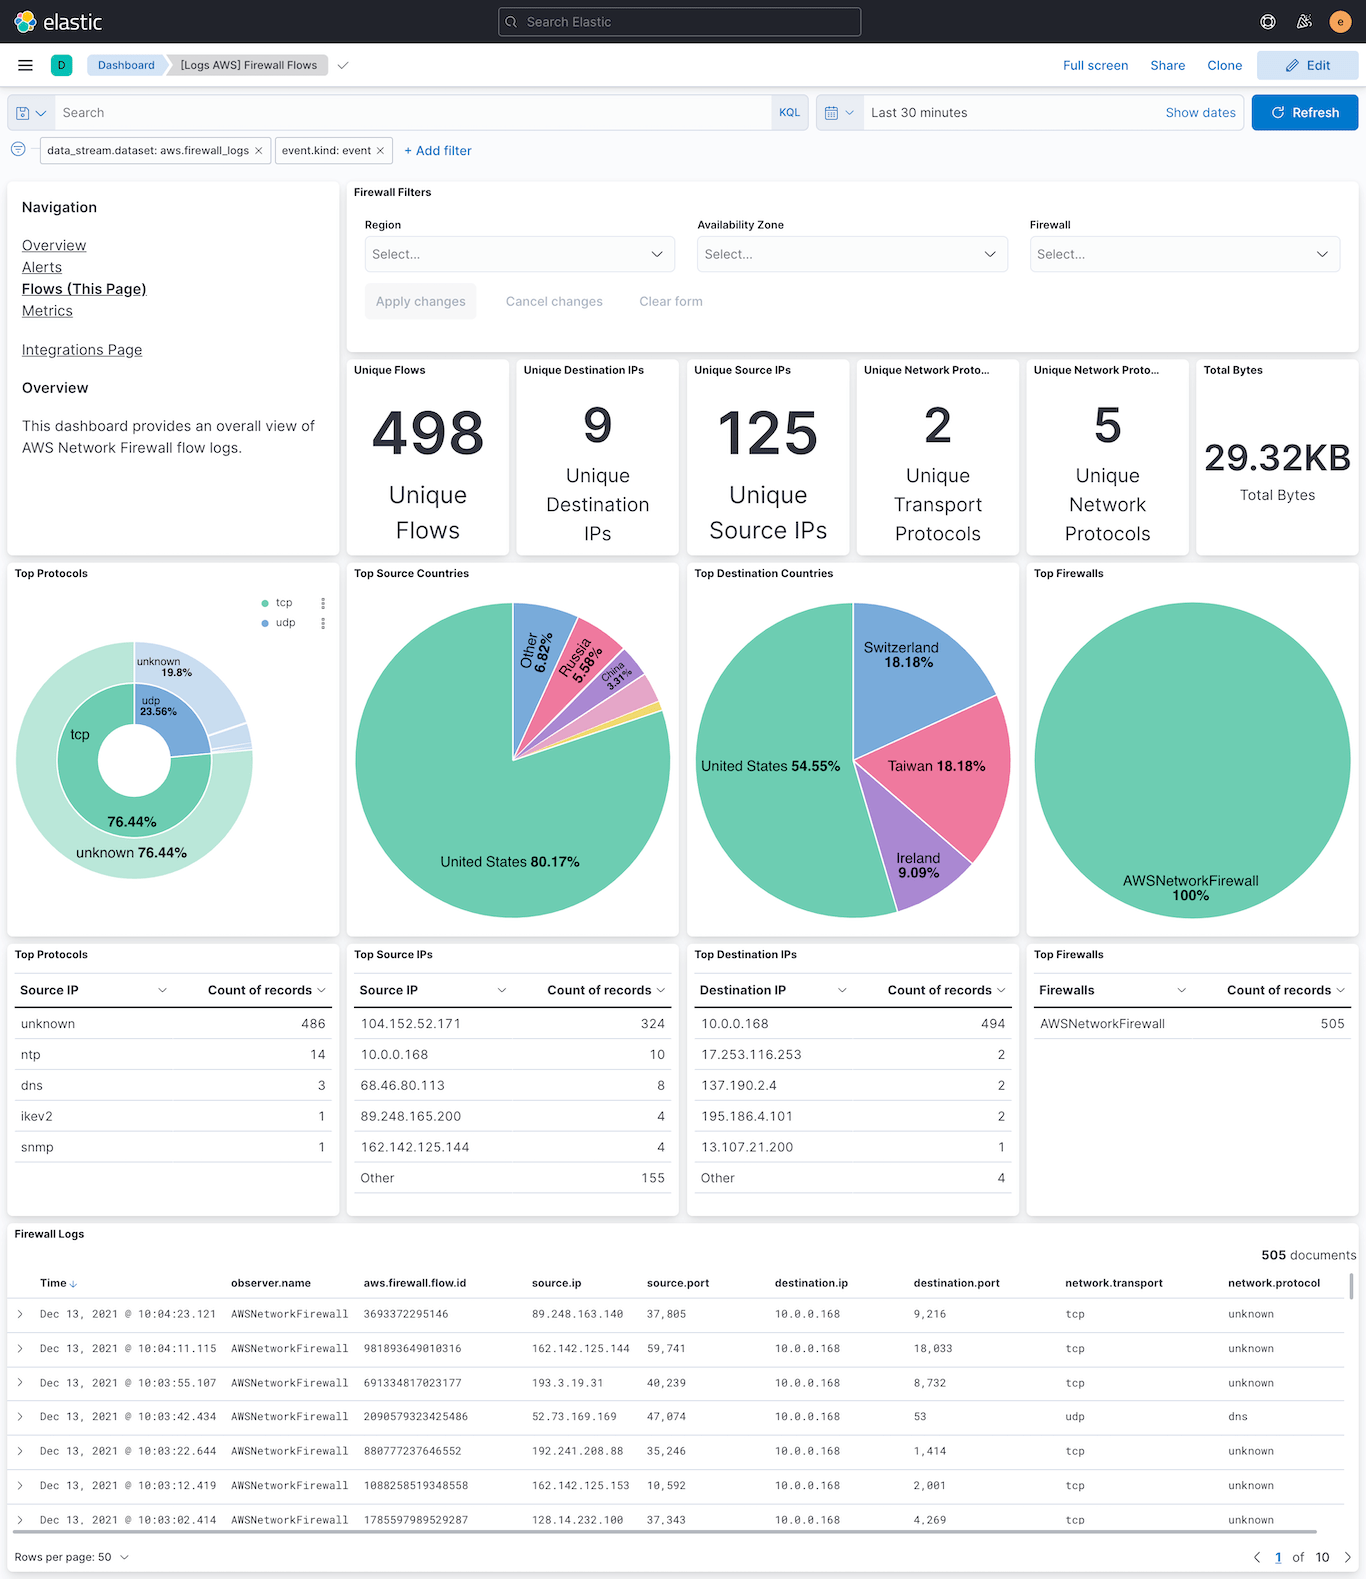 elastic
Search Elastic
e
D
Dashboard
[Logs AWS] Firewall Flows
Full screen
Share
Clone
Edit
Search
KQL
Last 30 minutes
Show dates
Refresh
data_stream.dataset: aws.firewall_logs ×
event.kind: event ×
+ Add filter
Navigation
Overview
Alerts
Flows (This Page)
Metrics
Integrations Page
Overview
This dashboard provides an overall view of
AWS Network Firewall flow logs.
Firewall Filters
Region
Availability Zone
Firewall
Select...
Select...
Select...
Apply changes
Cancel changes
Clear form
Unique Flows
498
Unique
Flows
Unique Destination IPs
9
Unique
Destination
IPs
Unique Source IPs
125
Unique
Source IPs
Unique Network Proto...
2
Unique
Transport
Protocols
Unique Network Proto...
5
Unique
Network
Protocols
Total Bytes
29.32KB
Total Bytes
Top Protocols
tcp
udp
unknown
19.8%
udp
23.56%
tcp
76.44%
unknown 76.44%
Top Source Countries
Other
6.82%
Russia
5.58%
China
3.31%
United States 80.17%
Top Destination Countries
Switzerland
18.18%
United States 54.55%
Taiwan 18.18%
Ireland
9.09%
Top Firewalls
AWSNetworkFirewall
100%
Top Protocols
Source IP Count of records
unknown 486
ntp 14
dns 3
ikev2 1
snmp 1
Top Source IPs
Source IP Count of records
104.152.52.171 324
10.0.0.168 10
68.46.80.113 8
89.248.165.200 4
162.142.125.144 4
Other 155
Top Destination IPs
Destination IP Count of records
10.0.0.168 494
17.253.116.253 2
137.190.2.4 2
195.186.4.101 2
13.107.21.200 1
Other 4
Top Firewalls
Firewalls Count of records
AWSNetworkFirewall 505
Firewall Logs
505 documents
Time observer.name aws.firewall.flow.id source.ip source.port destination.ip destination.port network.transport network.protocol
Dec 13, 2021 @ 10:04:23.121 AWSNetworkFirewall 3693372295146 89.248.163.140 37,805 10.0.0.168 9,216 tcp unknown
Dec 13, 2021 @ 10:04:11.115 AWSNetworkFirewall 981893649010316 162.142.125.144 59,741 10.0.0.168 18,033 tcp unknown
Dec 13, 2021 @ 10:03:55.107 AWSNetworkFirewall 691334817023177 193.3.19.31 40,239 10.0.0.168 8,732 tcp unknown
Dec 13, 2021 @ 10:03:42.434 AWSNetworkFirewall 2090579323425486 52.73.169.169 47,074 10.0.0.168 53 udp dns
Dec 13, 2021 @ 10:03:22.644 AWSNetworkFirewall 880777237646552 192.241.208.88 35,246 10.0.0.168 1,414 tcp unknown
Dec 13, 2021 @ 10:03:12.419 AWSNetworkFirewall 1088258519348558 162.142.125.153 10,592 10.0.0.168 2,001 tcp unknown
Dec 13, 2021 @ 10:03:02.414 AWSNetworkFirewall 1785597989529287 128.14.232.100 37,343 10.0.0.168 4,269 tcp unknown
Rows per page: 50
1 of 10